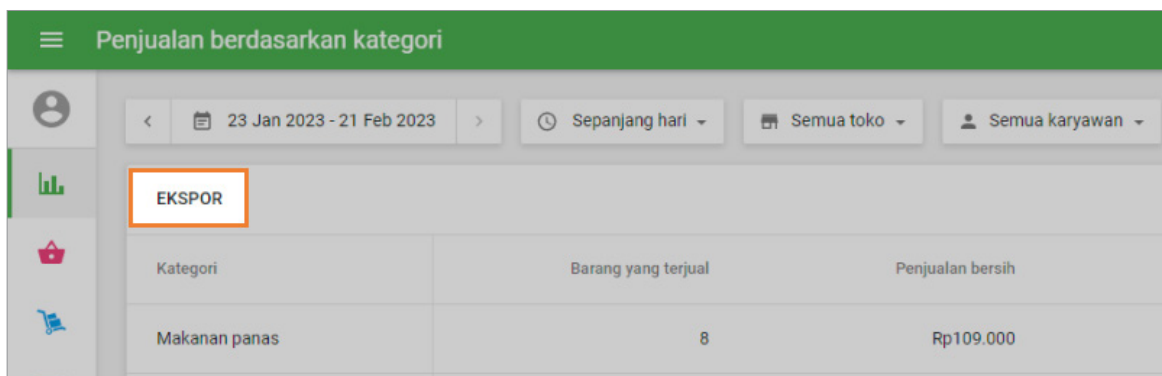 Penjualan berdasarkan kategori
23 Jan 2023 - 21 Feb 2023 Sepanjang hari Semua toko Semua karyawan
EKSPOR
Kategori Barang yang terjual Penjualan bersih
Makanan panas 8 Rp109.000